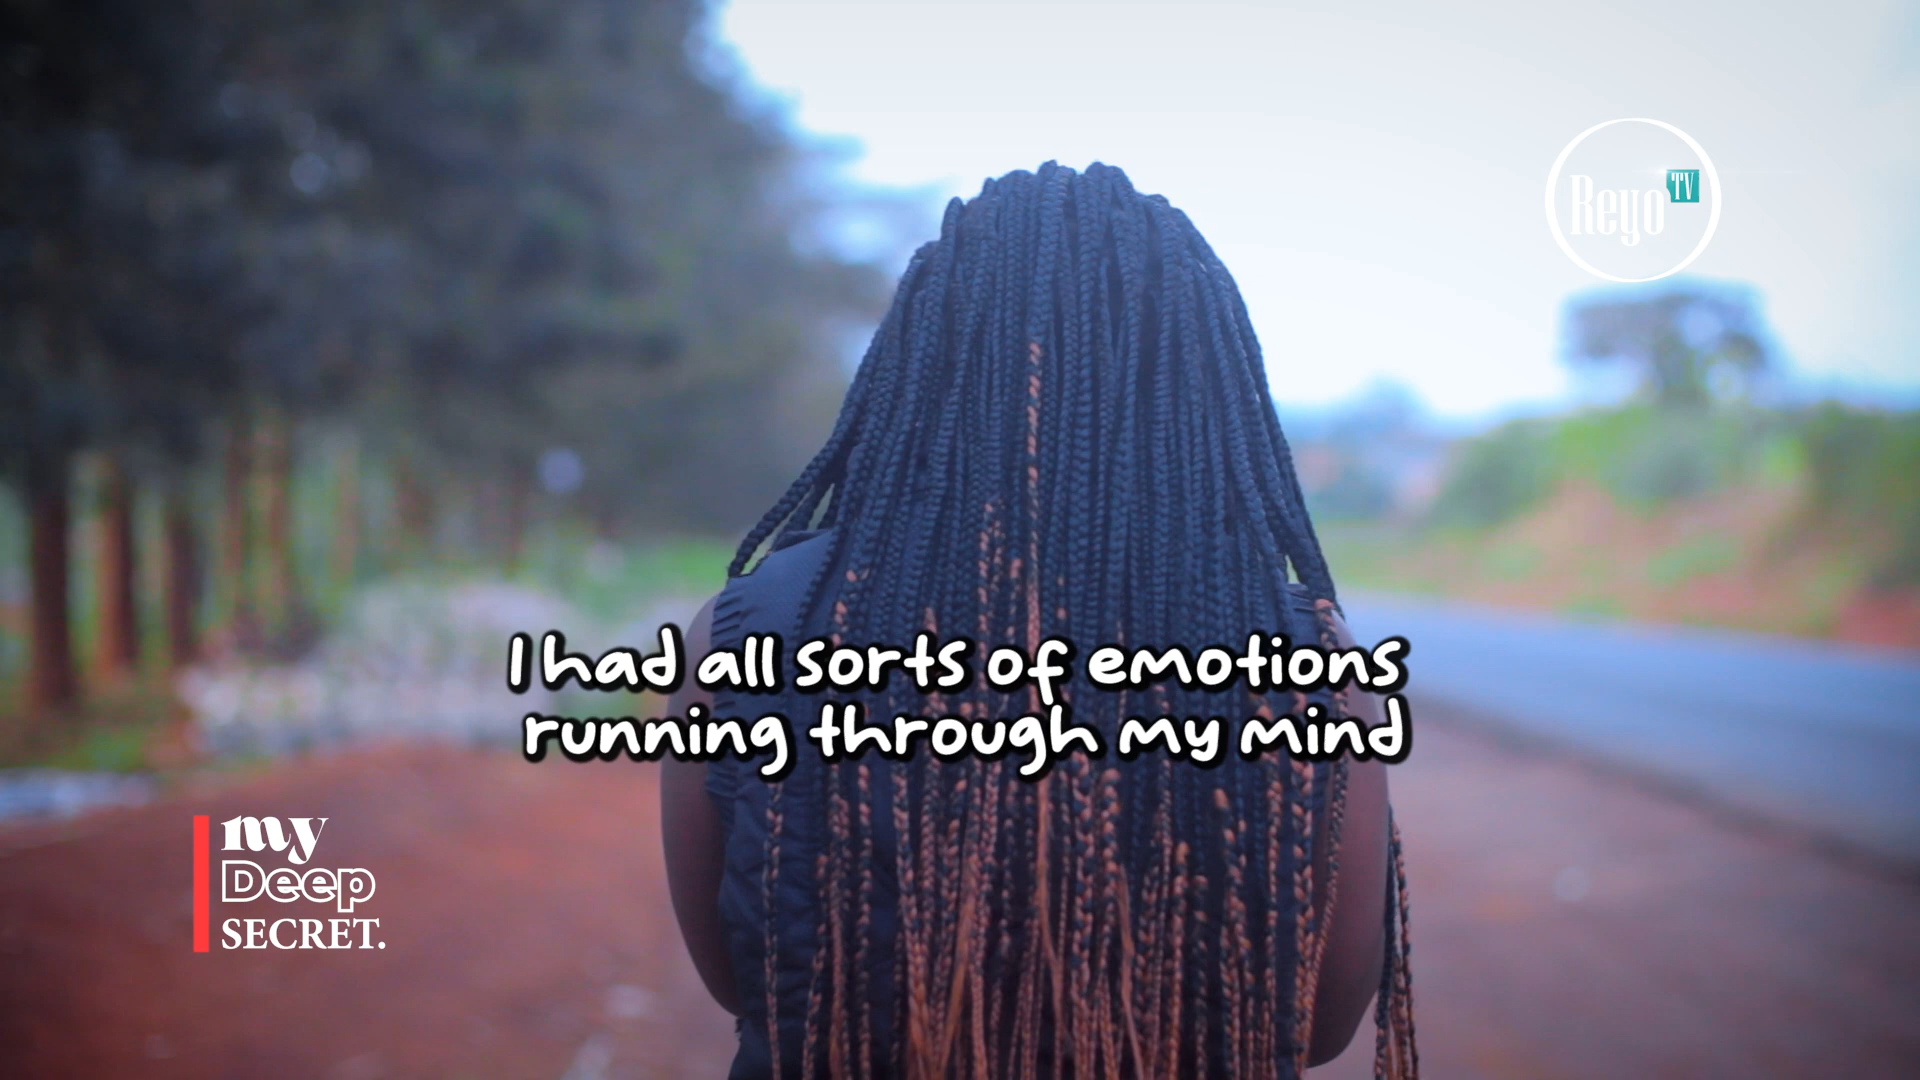 Reyo TV
I had all sorts of emotions
running through my mind
my
Deep
SECRET.